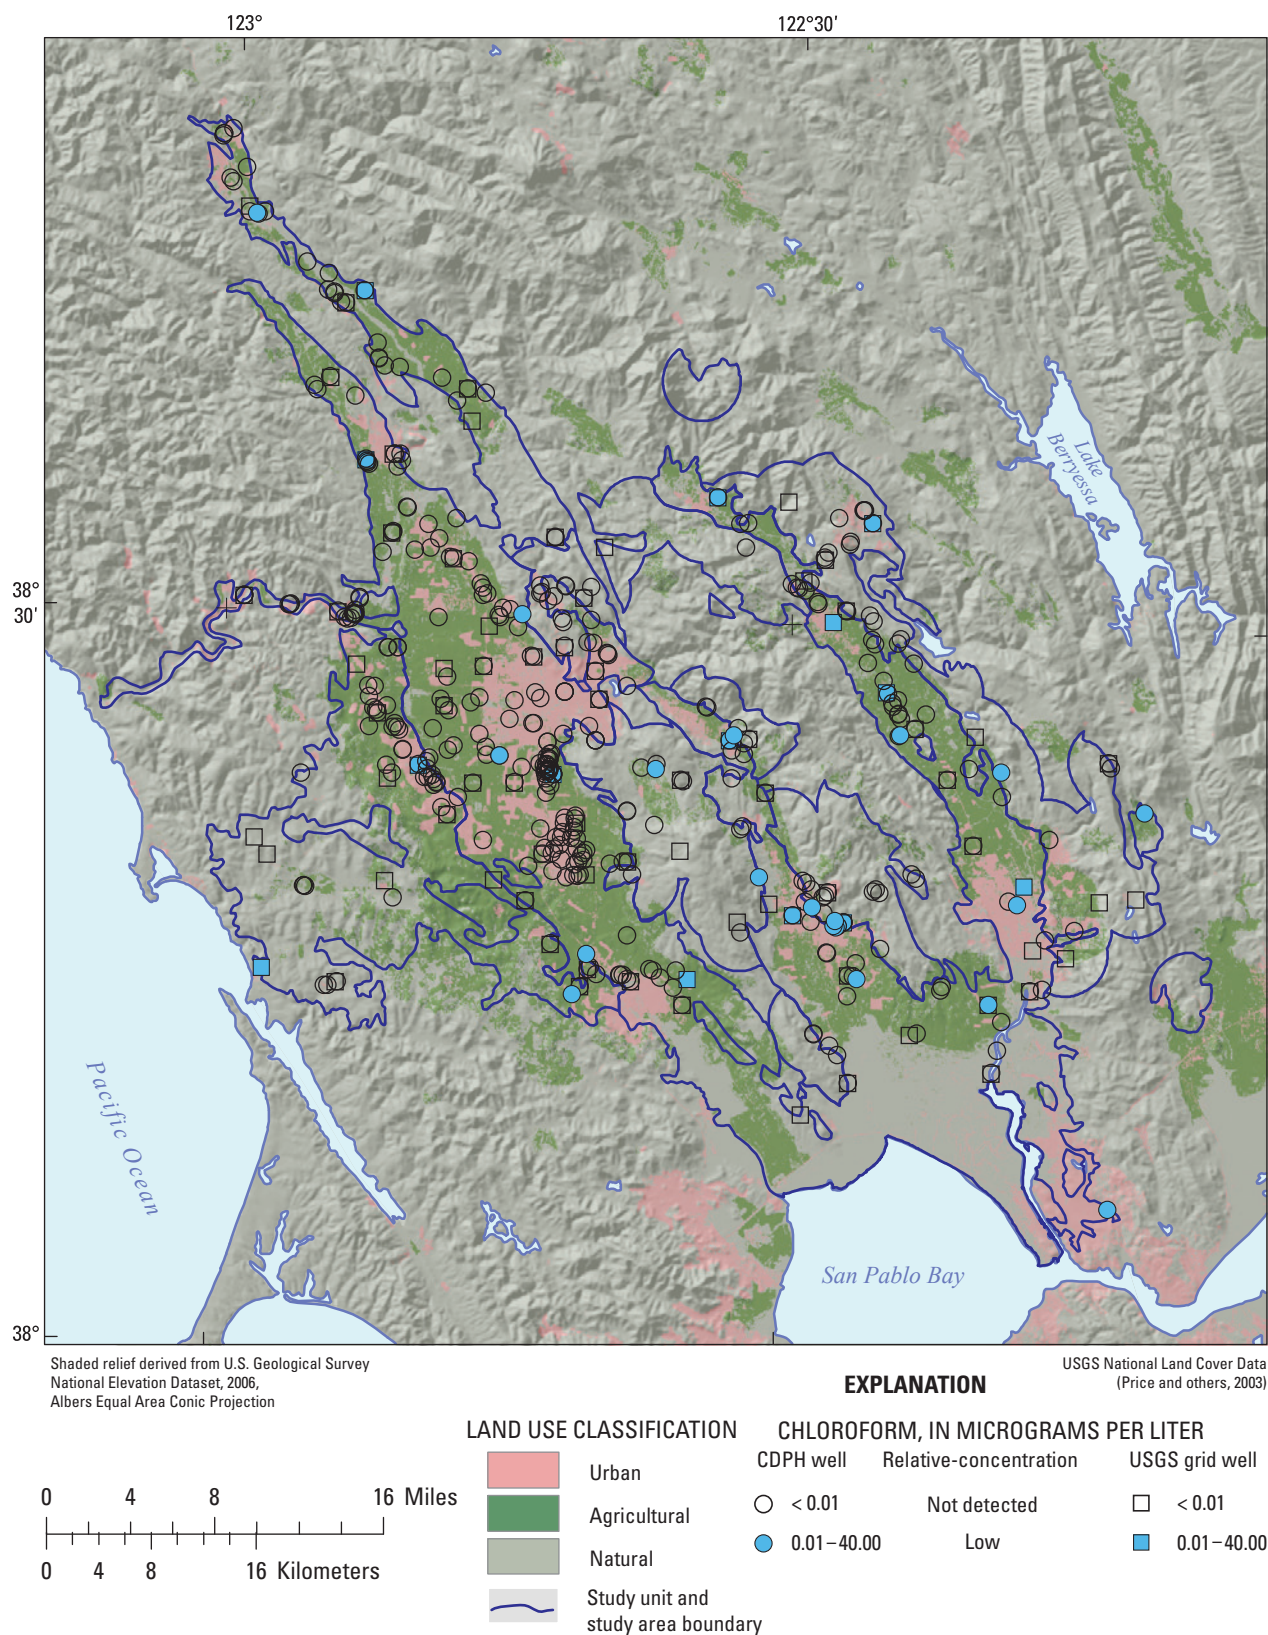 123°
122°30'
Lake
Berryessa
38°
30'
Pacific Ocean
San Pablo Bay
38°
Shaded relief derived from U.S. Geological Survey
National Elevation Dataset, 2006,
Albers Equal Area Conic Projection
USGS National Land Cover Data
(Price and others, 2003)
EXPLANATION
LAND USE CLASSIFICATION
Urban
Agricultural
Natural
Study unit and
study area boundary
CHLOROFORM, IN MICROGRAMS PER LITER
CDPH well Relative-concentration USGS grid well
< 0.01 Not detected < 0.01
0.01–40.00 Low 0.01–40.00
0 4 8 16 Miles
0 4 8 16 Kilometers